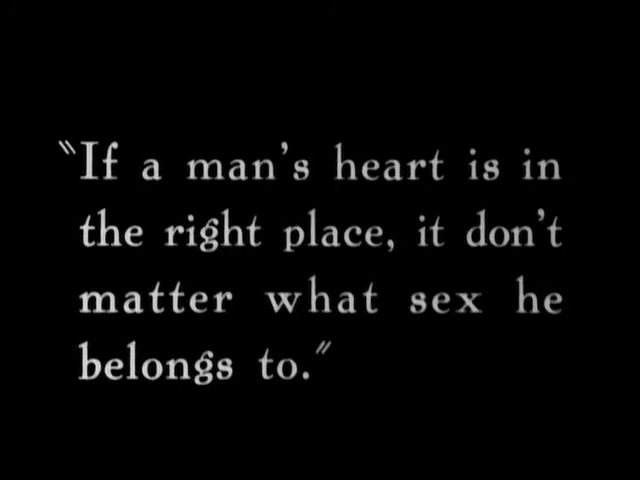 "If a man's heart is in
the right place, it don't
matter what sex he
belongs to."